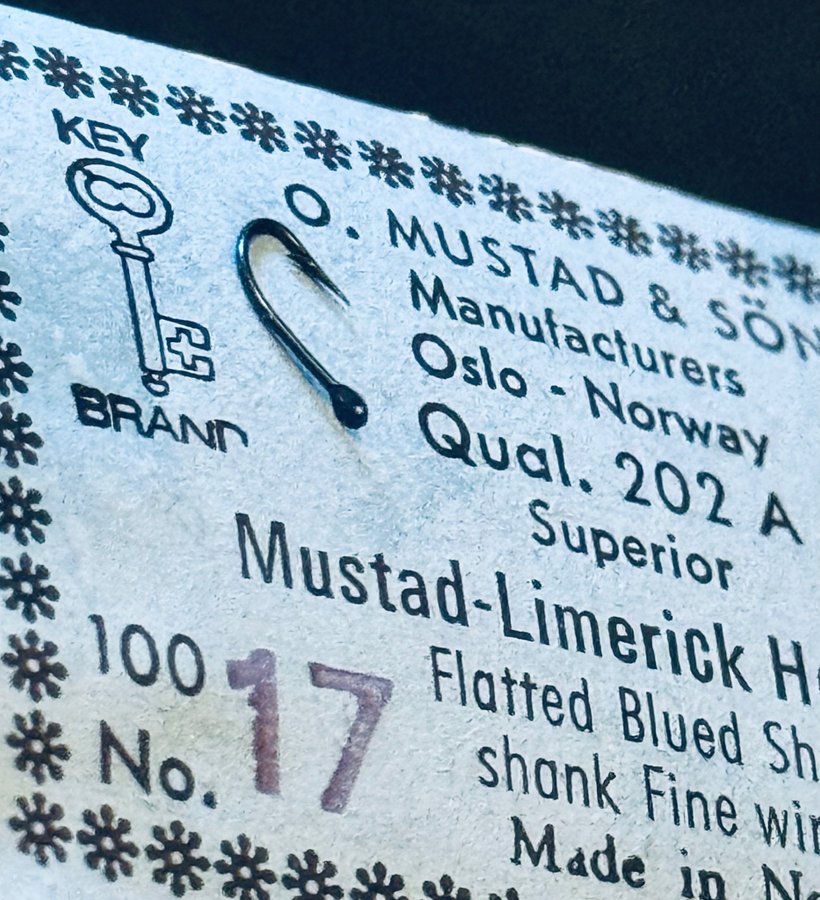 KEY
BRAND
O. MUSTAD & SÖN
Manufacturers
Oslo - Norway
Qual. 202 A
Superior
Mustad-Limerick
100 Flatted Blued
No. 17 shank Fine
Made in